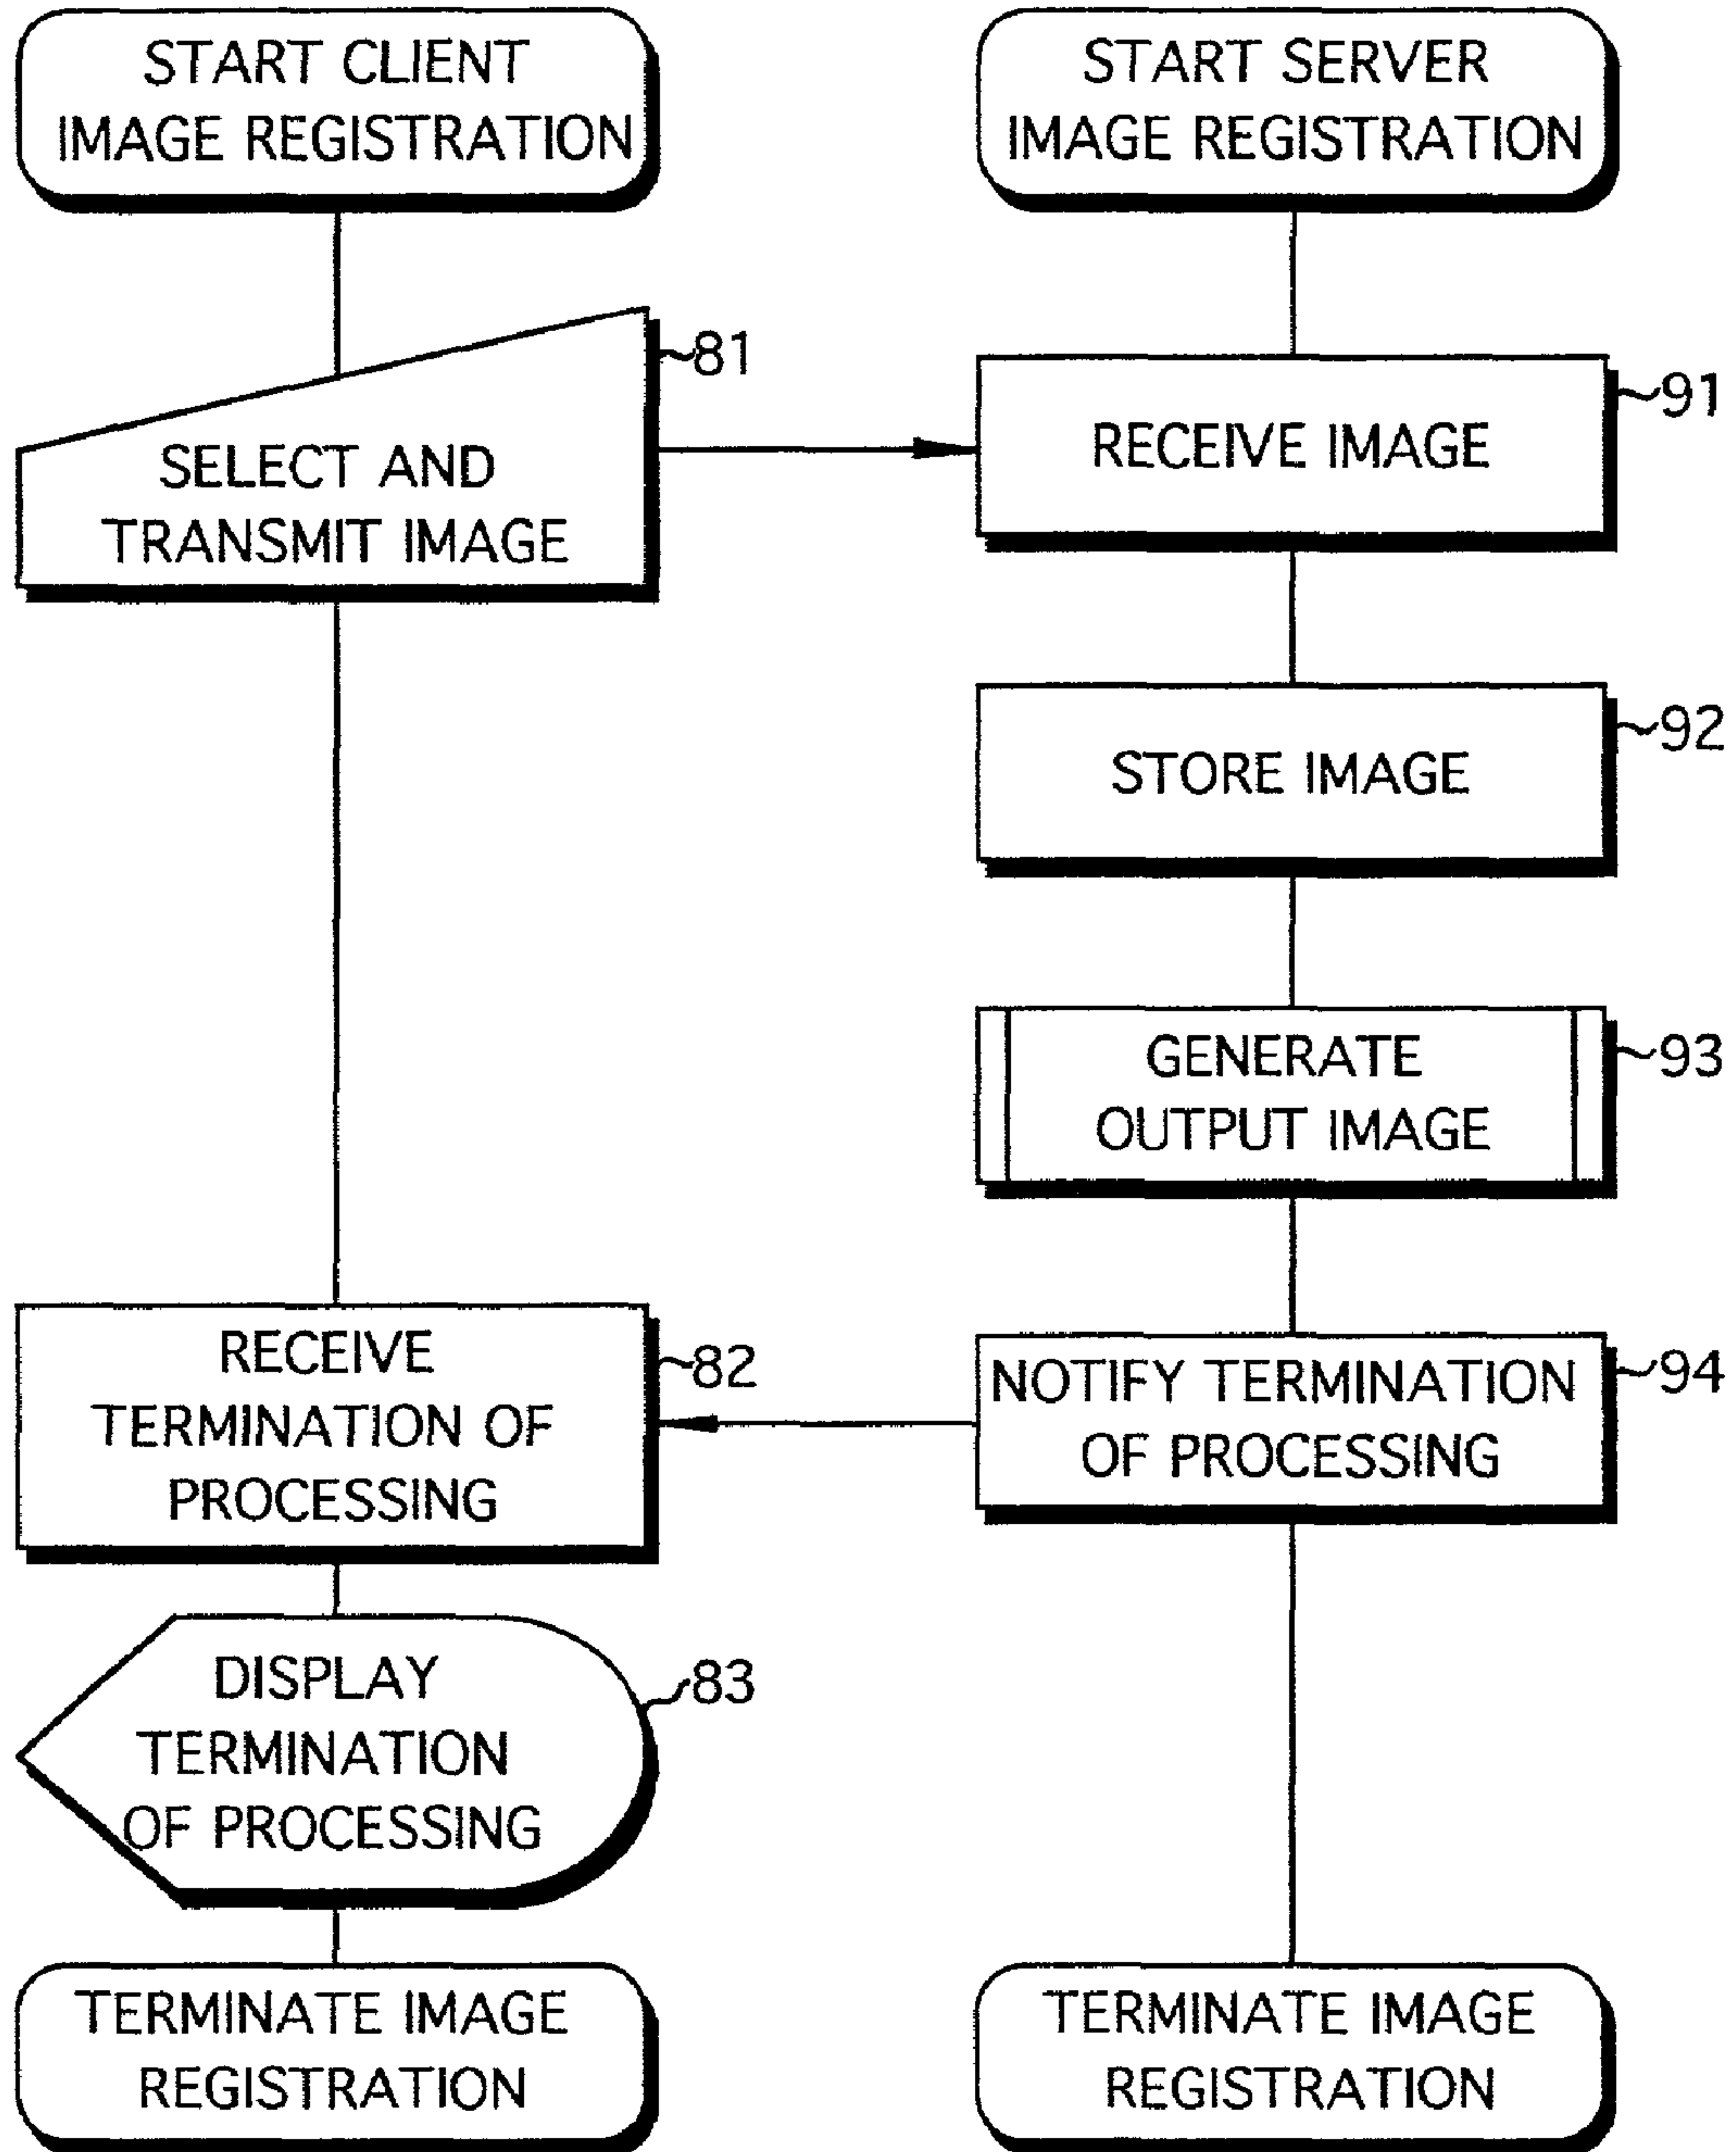 START CLIENT
IMAGE REGISTRATION
SELECT AND
TRANSMIT IMAGE
81
RECEIVE
TERMINATION OF
PROCESSING
82
DISPLAY
TERMINATION
OF PROCESSING
83
TERMINATE IMAGE
REGISTRATION
START SERVER
IMAGE REGISTRATION
RECEIVE IMAGE
91
STORE IMAGE
92
GENERATE
OUTPUT IMAGE
93
NOTIFY TERMINATION
OF PROCESSING
94
TERMINATE IMAGE
REGISTRATION